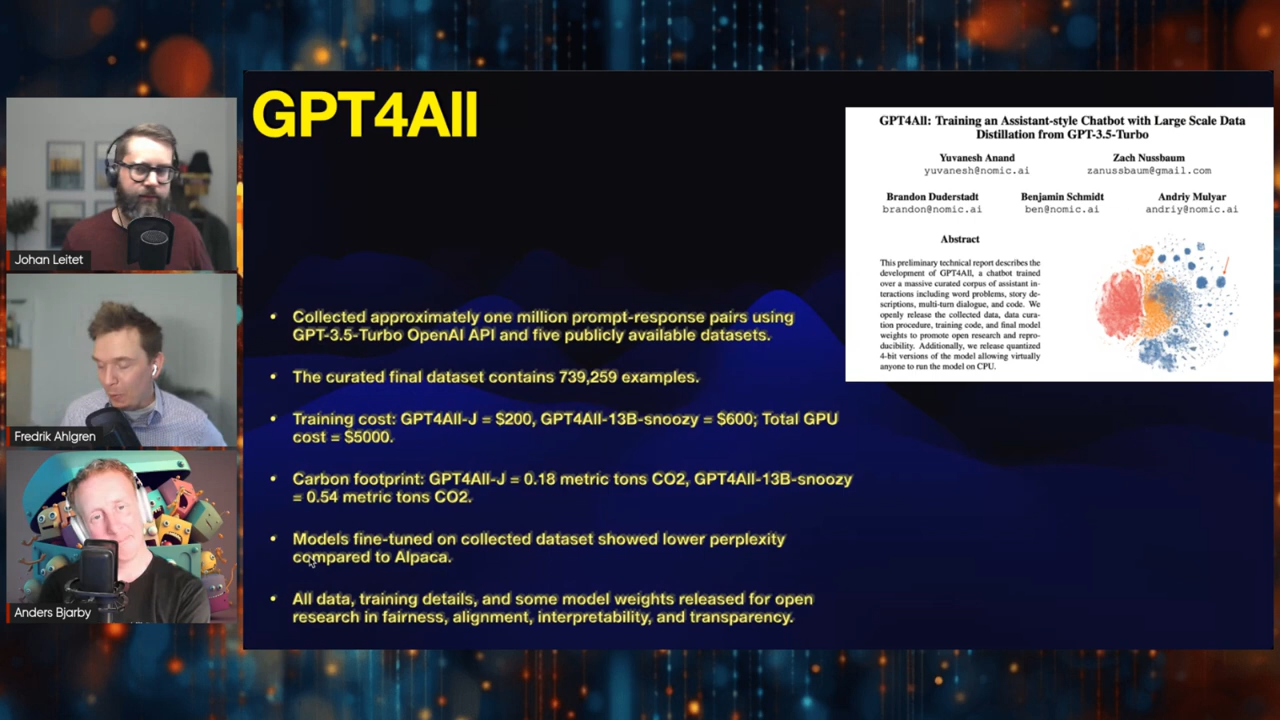 GPT4All
GPT4All: Training an Assistant-style Chatbot with Large Scale Data
Distillation from GPT-3.5-Turbo
Yuvanesh Anand
yuvanesh@nomic.ai
Zach Nussbaum
zanussbaum@gmail.com
Brandon Duderstadt
brandon@nomic.ai
Benjamin Schmidt
ben@nomic.ai
Andriy Mulyar
andriy@nomic.ai
Abstract
This preliminary technical report describes the
development of GPT4All, a chatbot trained
over a massive curated corpus of assistant in-
teractions including word problems, story de-
scriptions, multi-turn dialogue, and code. We
openly release the collected data, data cura-
tion procedure, training code, and final model
weights to promote open research and repro-
ducibility. Additionally, we release quantized
4-bit versions of the model allowing virtually
anyone to run the model on CPU.
• Collected approximately one million prompt-response pairs using
GPT-3.5-Turbo OpenAI API and five publicly available datasets.
• The curated final dataset contains 739,259 examples.
• Training cost: GPT4All-J = $200, GPT4All-13B-snoozy = $600; Total GPU
cost = $5000.
• Carbon footprint: GPT4All-J = 0.18 metric tons CO2, GPT4All-13B-snoozy
= 0.54 metric tons CO2.
• Models fine-tuned on collected dataset showed lower perplexity
compared to Alpaca.
• All data, training details, and some model weights released for open
research in fairness, alignment, interpretability, and transparency.
Johan Leitet
Fredrik Ahlgren
Anders Bjarby